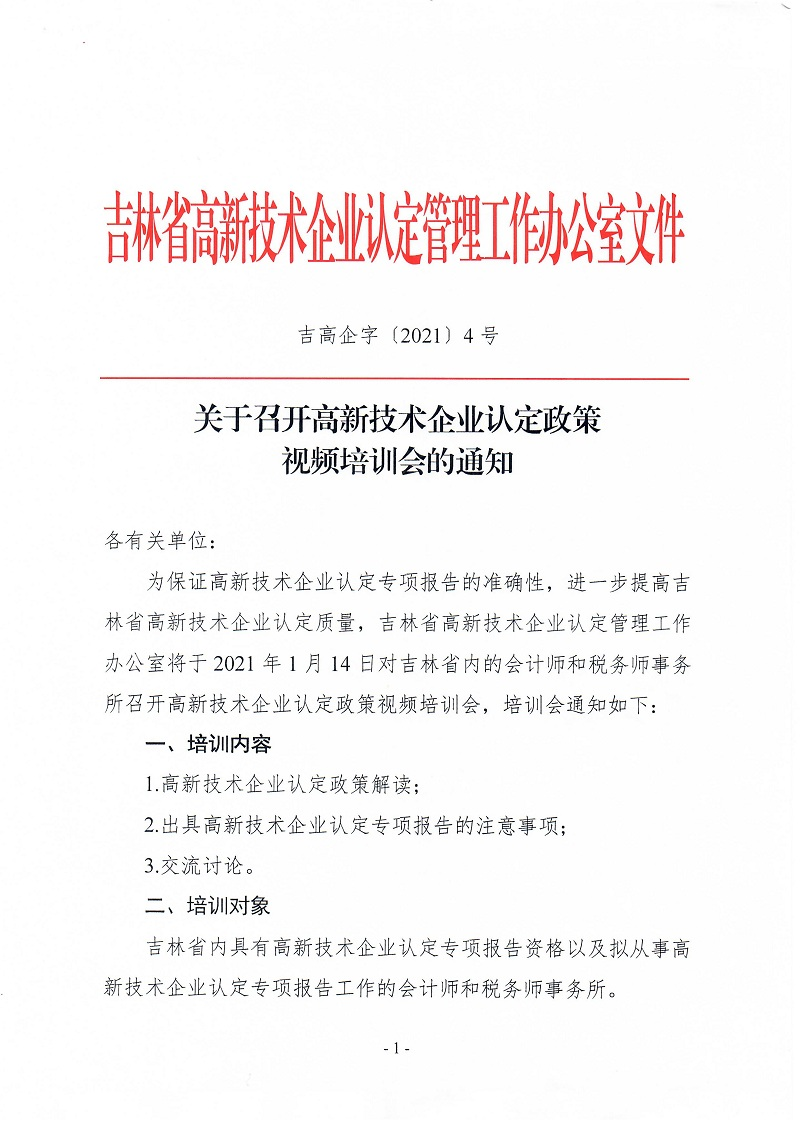 吉林省高新技术企业认定管理工作办公室文件
吉高企字〔2021〕4 号
关于召开高新技术企业认定政策
视频培训会的通知
各有关单位：
为保证高新技术企业认定专项报告的准确性，进一步提高吉
林省高新技术企业认定质量，吉林省高新技术企业认定管理工作
办公室将于 2021 年 1 月 14 日对吉林省内的会计师和税务师事务
所召开高新技术企业认定政策视频培训会，培训会通知如下：
一、培训内容
1.高新技术企业认定政策解读；
2.出具高新技术企业认定专项报告的注意事项；
3.交流讨论。
二、培训对象
吉林省内具有高新技术企业认定专项报告资格以及拟从事高
新技术企业认定专项报告工作的会计师和税务师事务所。
- 1 -